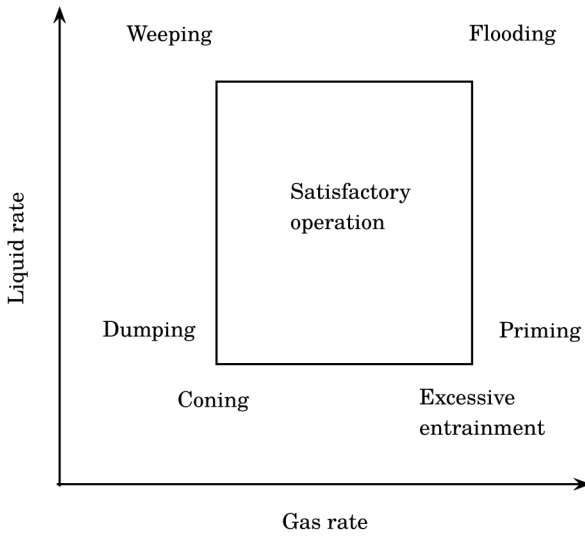 Weeping
Flooding
Satisfactory
operation
Liquid rate
Dumping
Priming
Coning
Excessive
entrainment
Gas rate